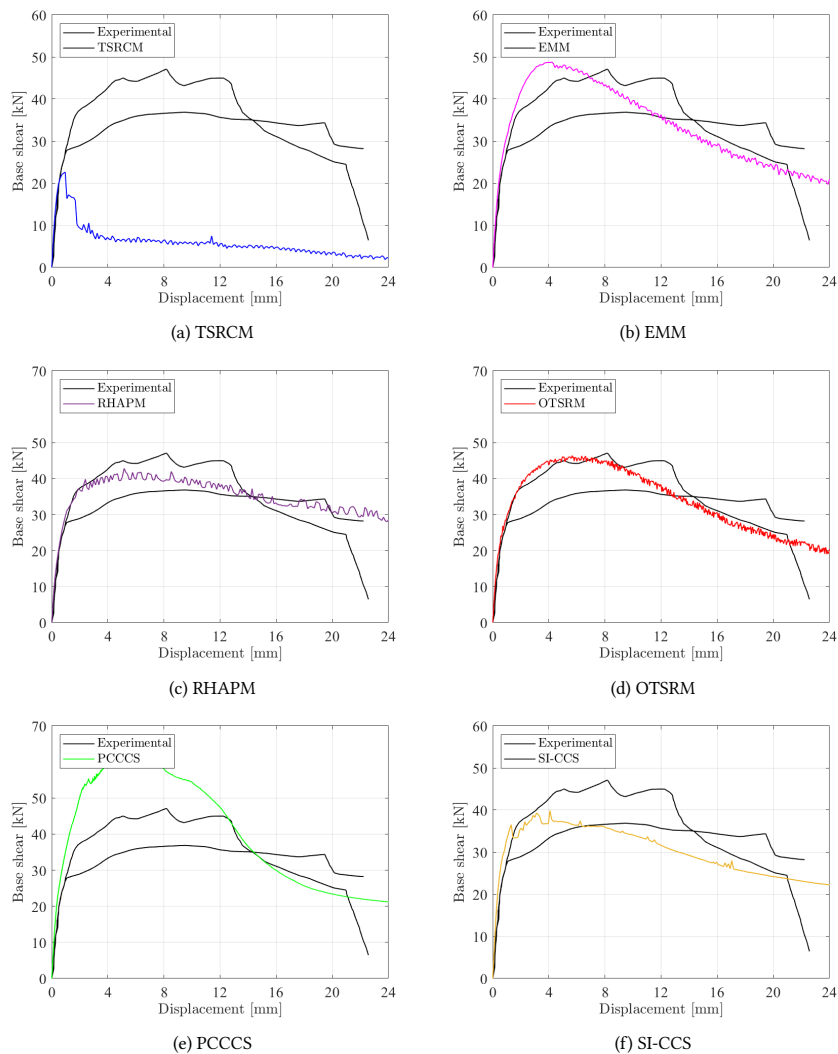 60
50
40
30
20
10
0
Base shear [kN]
Experimental
TSRCM
0 4 8 12 16 20 24
Displacement [mm]
(a) TSRCM
60
50
40
30
20
10
0
Base shear [kN]
Experimental
EMM
0 4 8 12 16 20 24
Displacement [mm]
(b) EMM
70
60
50
40
30
20
10
0
Base shear [kN]
Experimental
RHAPM
0 4 8 12 16 20 24
Displacement [mm]
(c) RHAPM
70
60
50
40
30
20
10
0
Base shear [kN]
Experimental
OTSRM
0 4 8 12 16 20 24
Displacement [mm]
(d) OTSRM
70
60
50
40
30
20
10
0
Base shear [kN]
Experimental
PCCCS
0 4 8 12 16 20 24
Displacement [mm]
(e) PCCCS
60
50
40
30
20
10
0
Base shear [kN]
Experimental
SI-CCS
0 4 8 12 16 20 24
Displacement [mm]
(f) SI-CCS